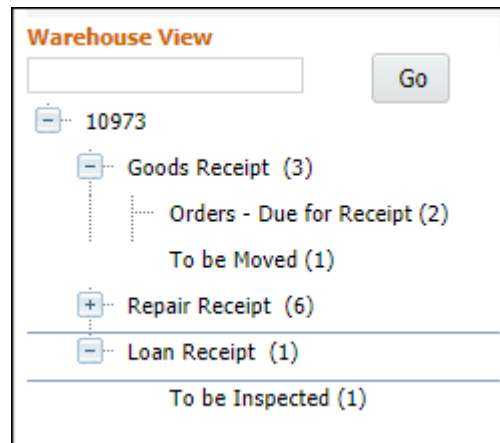 Warehouse View
Go
10973
Goods Receipt (3)
Orders - Due for Receipt (2)
To be Moved (1)
Repair Receipt (6)
Loan Receipt (1)
To be Inspected (1)